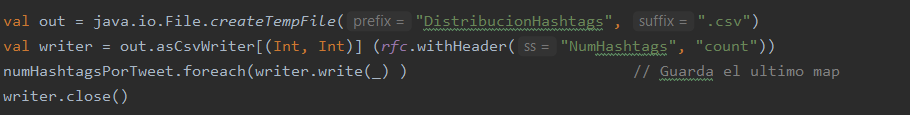 val out = java.io.File.createTempFile( prefix = "DistribucionHashtags", suffix = ".csv")
val writer = out.asCsvWriter[(Int, Int)] (rfc.withHeader( ss = "NumHashtags", "count"))
numHashtagsPorTweet.foreach(writer.write(_) ) // Guarda el ultimo map
writer.close()